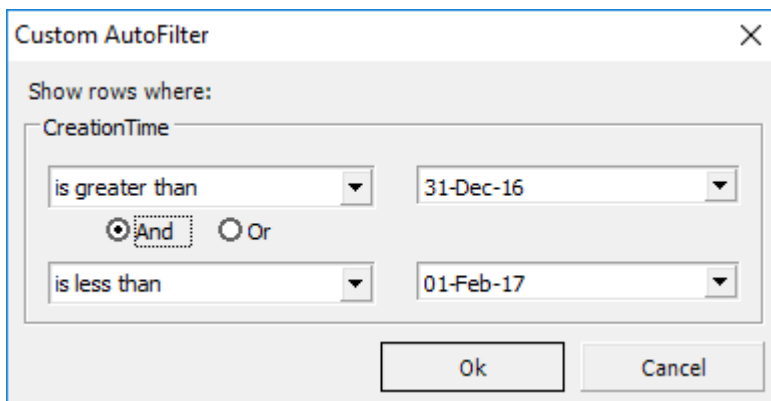 Custom AutoFilter
Show rows where:
CreationTime
is greater than 31-Dec-16
And Or
is less than 01-Feb-17
Ok Cancel